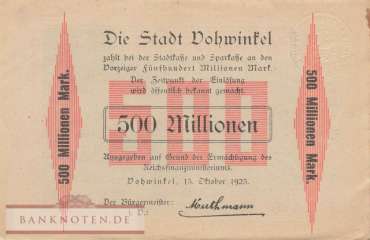 Die Stadt Vohwinkel
zahlt bei der Stadtkasse und Sparkasse an den
Vorzeiger Fünfhundert Millionen Mark.
Der Zeitpunkt der Einlösung
wird öffentlich bekannt gemacht.
500
500 Millionen
Ausgegeben auf Grund der Ermächtigung des
Reichsfinanzministeriums.
Vohwinkel, 15. Oktober 1923.
Der Bürgermeister:
I. V.:
Muthmann
500 Millionen Mark.
500 Millionen Mark.
BANKNOTEN.DE